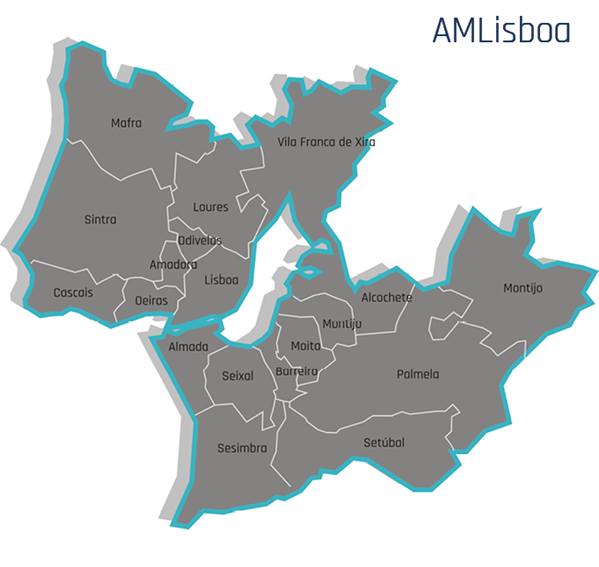 AMLisboa
Mafra
Vila Franca de Xira
Loures
Sintra
Odivelas
Amadora
Lisboa
Cascais
Oeiras
Montijo
Alcochete
Montijo
Almada
Moita
Seixal
Barreiro
Palmela
Sesimbra
Setúbal